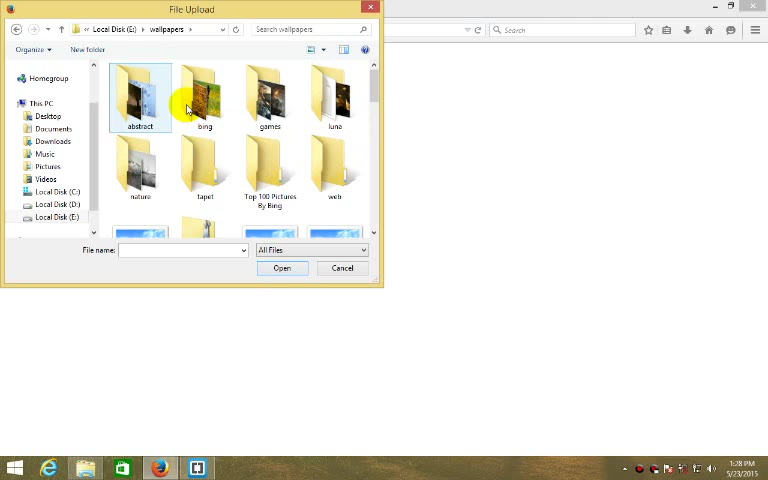 File Upload
Local Disk (E:) wallpapers
Search wallpapers
Search
Organize
New folder
Homegroup
This PC
Desktop
Documents
Downloads
Music
Pictures
Videos
Local Disk (C:)
Local Disk (D:)
Local Disk (E:)
abstract
bing
games
luna
nature
tapet
Top 100 Pictures
By Bing
web
File name:
All Files
Open
Cancel
1:28 PM
5/23/2015